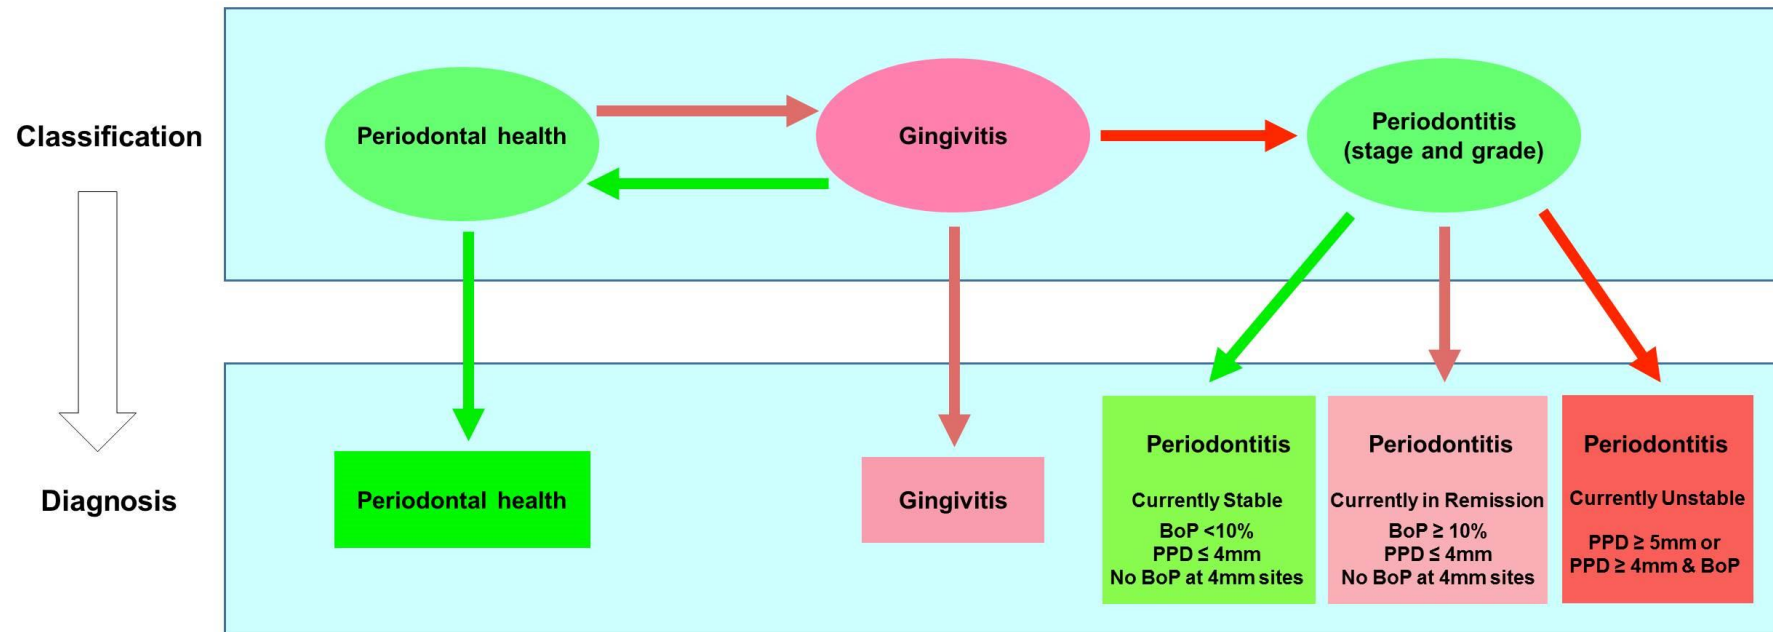 Classification
Periodontal health
Gingivitis
Periodontitis
(stage and grade)
Diagnosis
Periodontal health
Gingivitis
Periodontitis
Currently Stable
BoP <10%
PPD ≤ 4mm
No BoP at 4mm sites
Periodontitis
Currently in Remission
BoP ≥ 10%
PPD ≤ 4mm
No BoP at 4mm sites
Periodontitis
Currently Unstable
PPD ≥ 5mm or
PPD ≥ 4mm & BoP